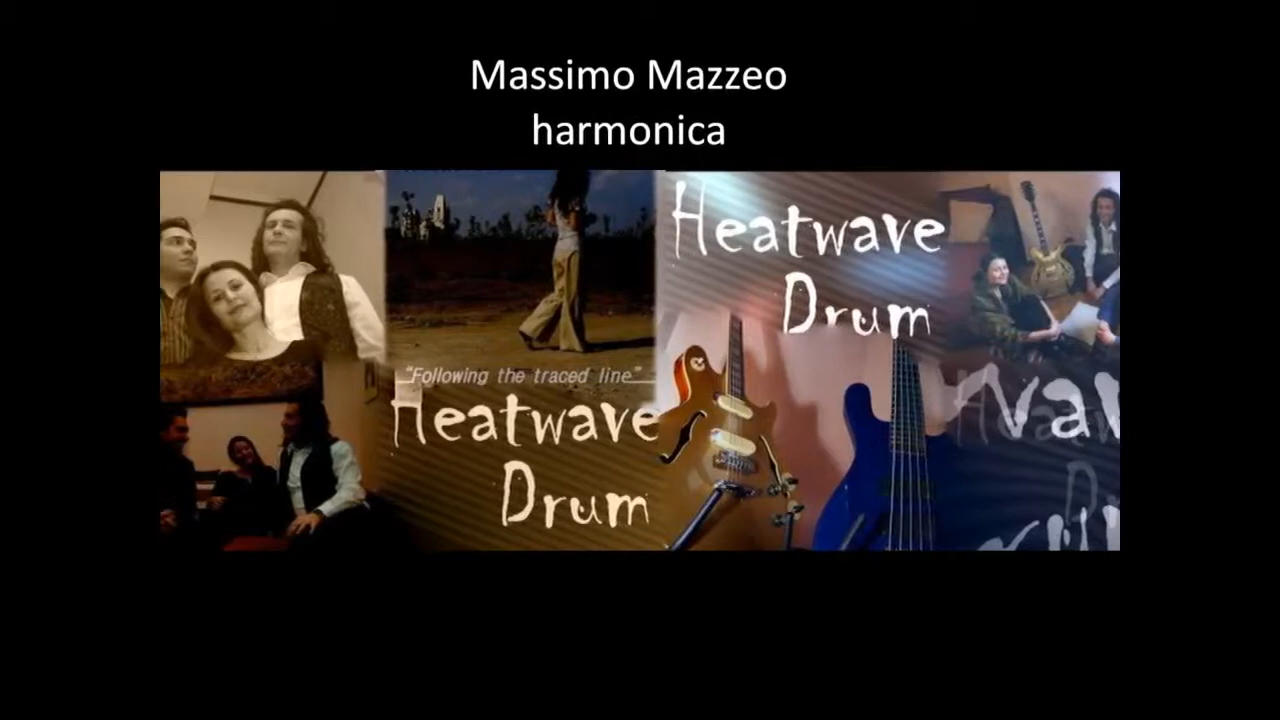 Massimo Mazzeo
harmonica
Heatwave
Drum
"Following the traced line"
Heatwave
Drum